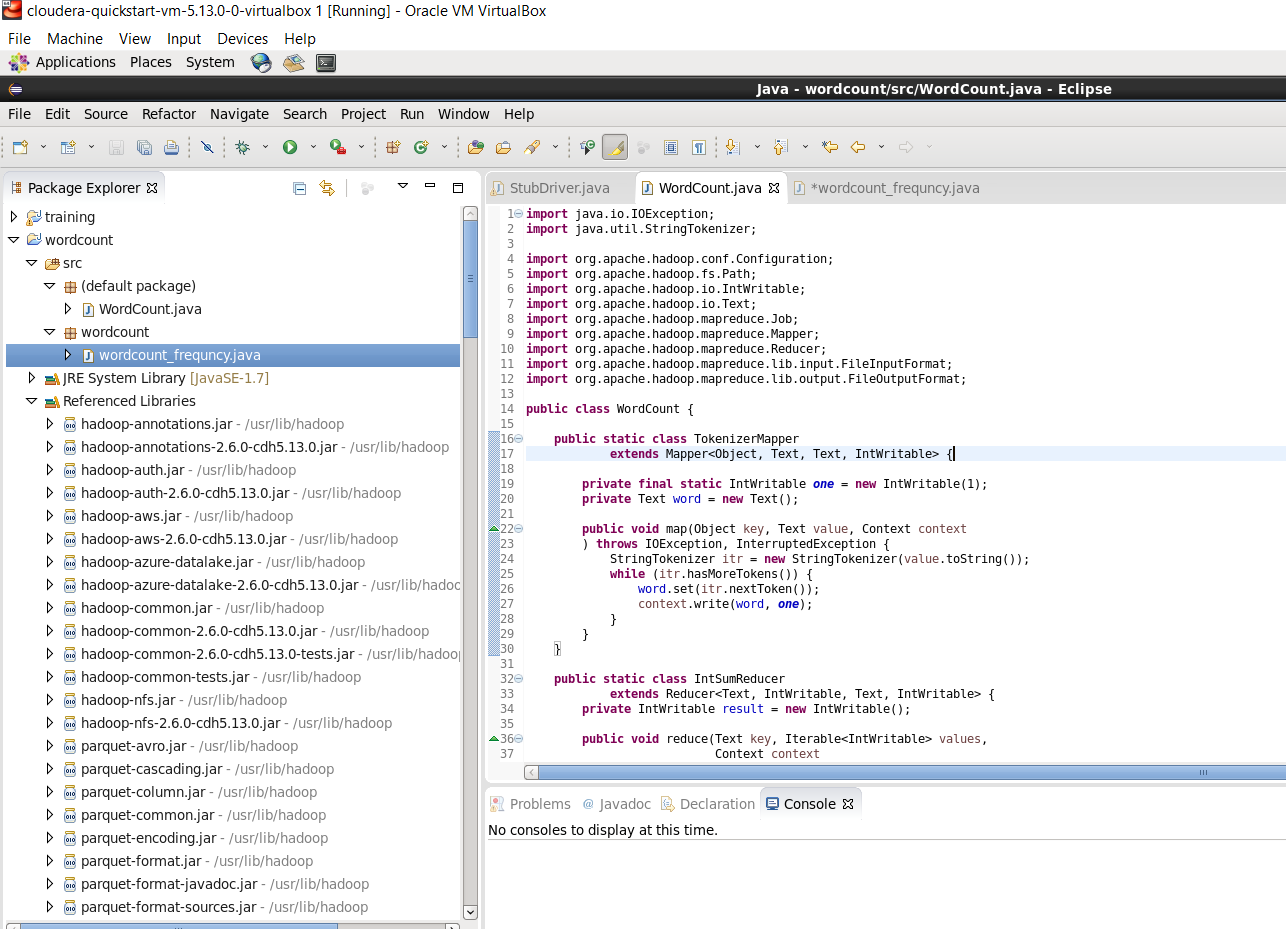 cloudera-quickstart-vm-5.13.0-0-virtualbox 1 [Running] - Oracle VM VirtualBox
File Machine View Input Devices Help
Applications Places System
Java - wordcount/src/WordCount.java - Eclipse
File Edit Source Refactor Navigate Search Project Run Window Help
Package Explorer
training
wordcount
src
(default package)
WordCount.java
wordcount
wordcount_frequncy.java
JRE System Library [JavaSE-1.7]
Referenced Libraries
hadoop-annotations.jar - /usr/lib/hadoop
hadoop-annotations-2.6.0-cdh5.13.0.jar - /usr/lib/hadoop
hadoop-auth.jar - /usr/lib/hadoop
hadoop-auth-2.6.0-cdh5.13.0.jar - /usr/lib/hadoop
hadoop-aws.jar - /usr/lib/hadoop
hadoop-aws-2.6.0-cdh5.13.0.jar - /usr/lib/hadoop
hadoop-azure-datalake.jar - /usr/lib/hadoop
hadoop-azure-datalake-2.6.0-cdh5.13.0.jar - /usr/lib/hadoo
hadoop-common.jar - /usr/lib/hadoop
hadoop-common-2.6.0-cdh5.13.0.jar - /usr/lib/hadoop
hadoop-common-2.6.0-cdh5.13.0-tests.jar - /usr/lib/hadoop
hadoop-common-tests.jar - /usr/lib/hadoop
hadoop-nfs.jar - /usr/lib/hadoop
hadoop-nfs-2.6.0-cdh5.13.0.jar - /usr/lib/hadoop
parquet-avro.jar - /usr/lib/hadoop
parquet-cascading.jar - /usr/lib/hadoop
parquet-column.jar - /usr/lib/hadoop
parquet-common.jar - /usr/lib/hadoop
parquet-encoding.jar - /usr/lib/hadoop
parquet-format.jar - /usr/lib/hadoop
parquet-format-javadoc.jar - /usr/lib/hadoop
parquet-format-sources.jar - /usr/lib/hadoop
StubDriver.java WordCount.java *wordcount_frequncy.java
1 import java.io.IOException;
2 import java.util.StringTokenizer;
3
4 import org.apache.hadoop.conf.Configuration;
5 import org.apache.hadoop.fs.Path;
6 import org.apache.hadoop.io.IntWritable;
7 import org.apache.hadoop.io.Text;
8 import org.apache.hadoop.mapreduce.Job;
9 import org.apache.hadoop.mapreduce.Mapper;
10 import org.apache.hadoop.mapreduce.Reducer;
11 import org.apache.hadoop.mapreduce.lib.input.FileInputFormat;
12 import org.apache.hadoop.mapreduce.lib.output.FileOutputFormat;
13
14 public class WordCount {
15
16 public static class TokenizerMapper
17 extends Mapper<Object, Text, Text, IntWritable> {
18
19 private final static IntWritable one = new IntWritable(1);
20 private Text word = new Text();
21
22 public void map(Object key, Text value, Context context
23 ) throws IOException, InterruptedException {
24 StringTokenizer itr = new StringTokenizer(value.toString());
25 while (itr.hasMoreTokens()) {
26 word.set(itr.nextToken());
27 context.write(word, one);
28 }
29 }
30 }
31
32 public static class IntSumReducer
33 extends Reducer<Text, IntWritable, Text, IntWritable> {
34 private IntWritable result = new IntWritable();
35
36 public void reduce(Text key, Iterable<IntWritable> values,
37 Context context
Problems Javadoc Declaration Console
No consoles to display at this time.